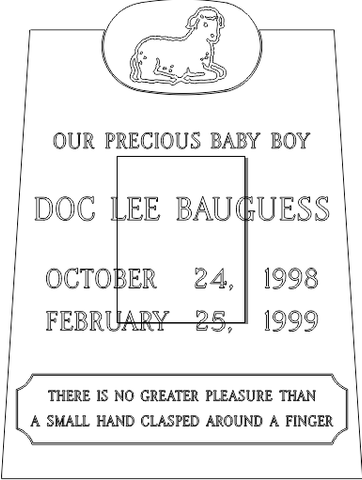 OUR PRECIOUS BABY BOY
DOC LEE BAUGUESS
OCTOBER 24, 1998
FEBRUARY 25, 1999
THERE IS NO GREATER PLEASURE THAN
A SMALL HAND CLASPED AROUND A FINGER